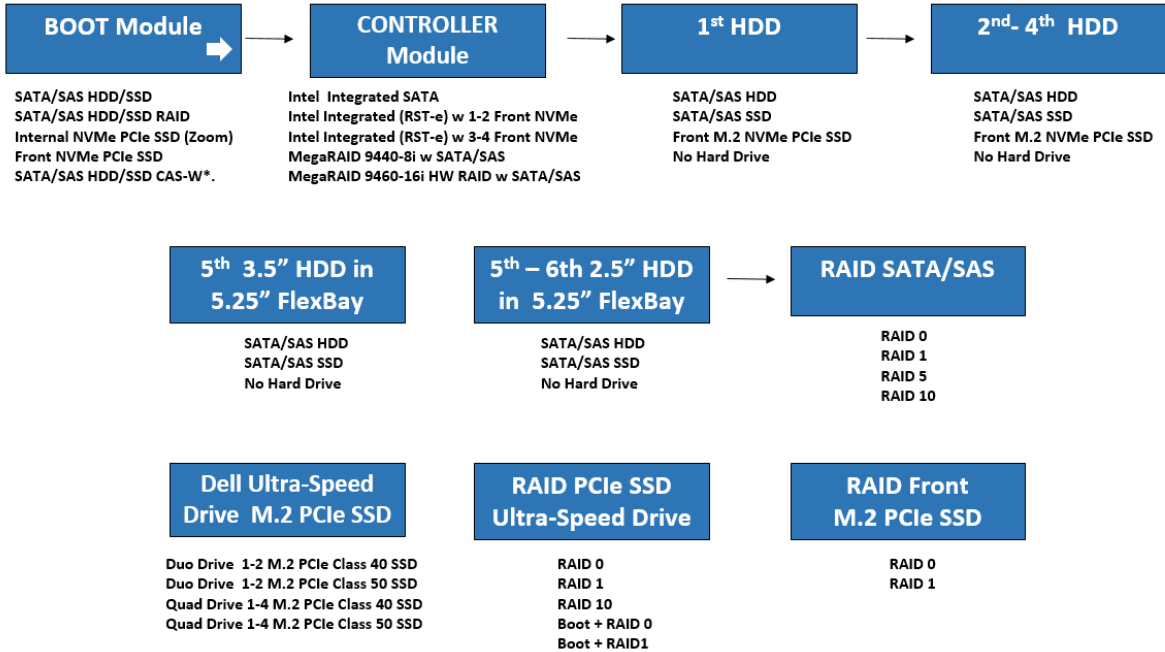 BOOT Module
CONTROLLER
Module
1st HDD
2nd- 4th HDD
SATA/SAS HDD/SSD
SATA/SAS HDD/SSD RAID
Internal NVMe PCIe SSD (Zoom)
Front NVMe PCIe SSD
SATA/SAS HDD/SSD CAS-W*.
Intel Integrated SATA
Intel Integrated (RST-e) w 1-2 Front NVMe
Intel Integrated (RST-e) w 3-4 Front NVMe
MegaRAID 9440-8i w SATA/SAS
MegaRAID 9460-16i HW RAID w SATA/SAS
SATA/SAS HDD
SATA/SAS SSD
Front M.2 NVMe PCIe SSD
No Hard Drive
SATA/SAS HDD
SATA/SAS SSD
Front M.2 NVMe PCIe SSD
No Hard Drive
5th 3.5” HDD in
5.25” FlexBay
5th – 6th 2.5” HDD
in 5.25” FlexBay
RAID SATA/SAS
SATA/SAS HDD
SATA/SAS SSD
No Hard Drive
SATA/SAS HDD
SATA/SAS SSD
No Hard Drive
RAID 0
RAID 1
RAID 5
RAID 10
Dell Ultra-Speed
Drive M.2 PCIe SSD
RAID PCIe SSD
Ultra-Speed Drive
RAID Front
M.2 PCIe SSD
Duo Drive 1-2 M.2 PCIe Class 40 SSD
Duo Drive 1-2 M.2 PCIe Class 50 SSD
Quad Drive 1-4 M.2 PCIe Class 40 SSD
Quad Drive 1-4 M.2 PCIe Class 50 SSD
RAID 0
RAID 1
RAID 10
Boot + RAID 0
Boot + RAID1
RAID 0
RAID 1